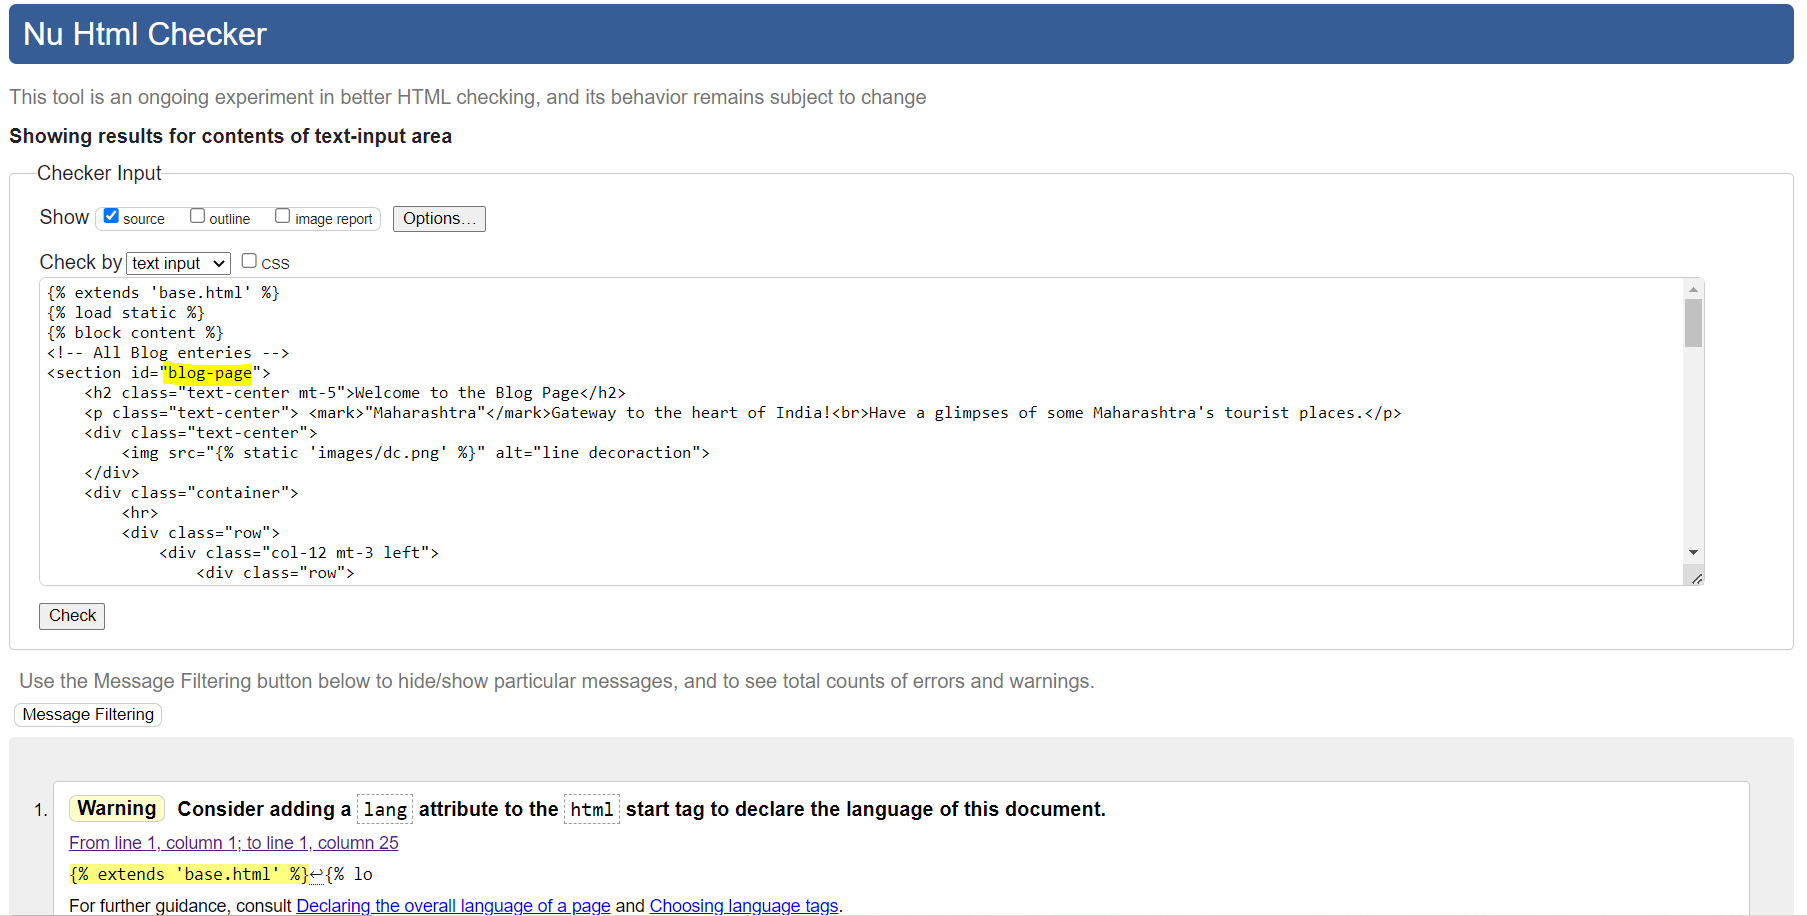 Nu Html Checker
This tool is an ongoing experiment in better HTML checking, and its behavior remains subject to change
Showing results for contents of text-input area
Checker Input
Show source outline image report Options...
Check by text input CSS
{% extends 'base.html' %}
{% load static %}
{% block content %}
<!-- All Blog enteries -->
<section id="blog-page">
    <h2 class="text-center mt-5">Welcome to the Blog Page</h2>
    <p class="text-center"> <mark>"Maharashtra"</mark>Gateway to the heart of India!<br>Have a glimpses of some Maharashtra's tourist places.</p>
    <div class="text-center">
        <img src="{% static 'images/dc.png' %}" alt="line decoraction">
    </div>
    <div class="container">
        <hr>
        <div class="row">
            <div class="col-12 mt-3 left">
                <div class="row">
Check
Use the Message Filtering button below to hide/show particular messages, and to see total counts of errors and warnings.
Message Filtering
1. Warning Consider adding a lang attribute to the html start tag to declare the language of this document.
From line 1, column 1; to line 1, column 25
{% extends 'base.html' %}↩{% lo
For further guidance, consult Declaring the overall language of a page and Choosing language tags.